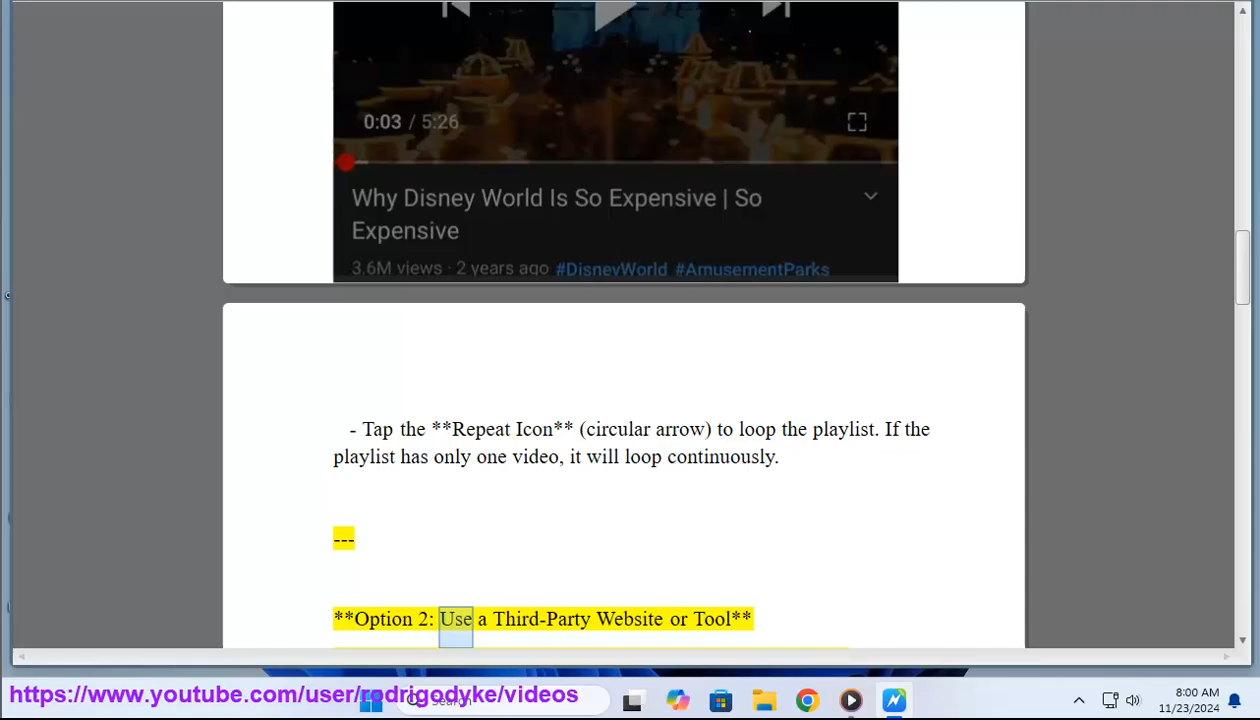 0:03 / 5:26
Why Disney World Is So Expensive | So
Expensive
3.6M views · 2 years ago #DisneyWorld #AmusementParks
- Tap the **Repeat Icon** (circular arrow) to loop the playlist. If the
playlist has only one video, it will loop continuously.
---
**Option 2: Use a Third-Party Website or Tool**
https://www.youtube.com/user/rodrigodyke/videos
8:00 AM
11/23/2024